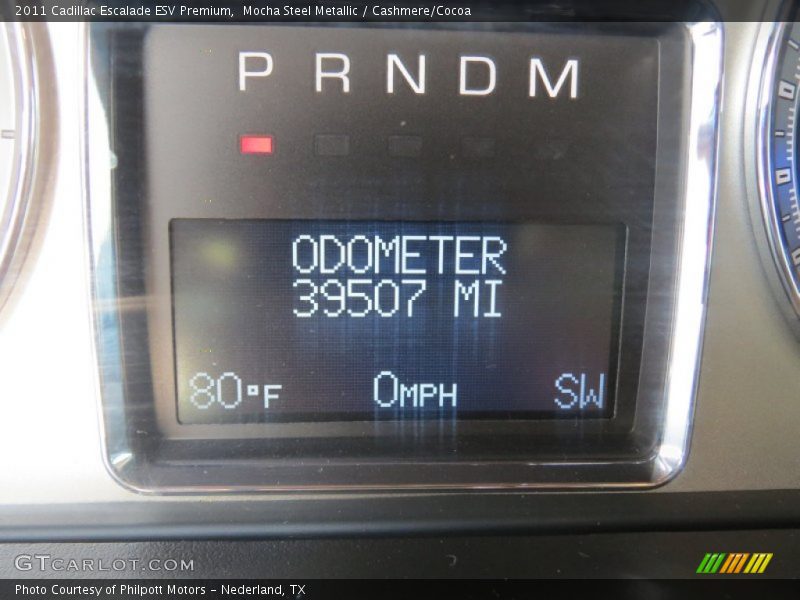 2011 Cadillac Escalade ESV Premium, Mocha Steel Metallic / Cashmere/Cocoa
P R N D M
ODOMETER
39507 MI
80°F 0MPH SW
GTCARLOT.COM
Photo Courtesy of Philpott Motors - Nederland, TX